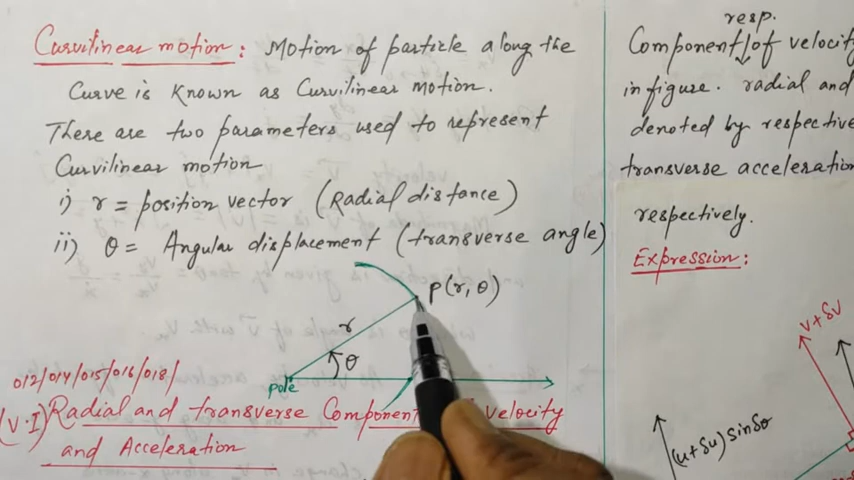 Curvilinear motion: Motion of particle along the
Curve is Known as Curvilinear Motion.
There are two parameters used to represent
Curvilinear motion
i) r = position vector (Radial distance)
ii) θ = Angular displacement (transverse angle)
P(r, θ)
r
θ
pole
012/014/015/016/018/
(V.I) Radial and transverse Component of velocity
and Acceleration
resp.
Component of velocity
in figure. radial and
denoted by respective
transverse acceleration
respectively.
Expression:
v+δv
(u+δu) sinδθ